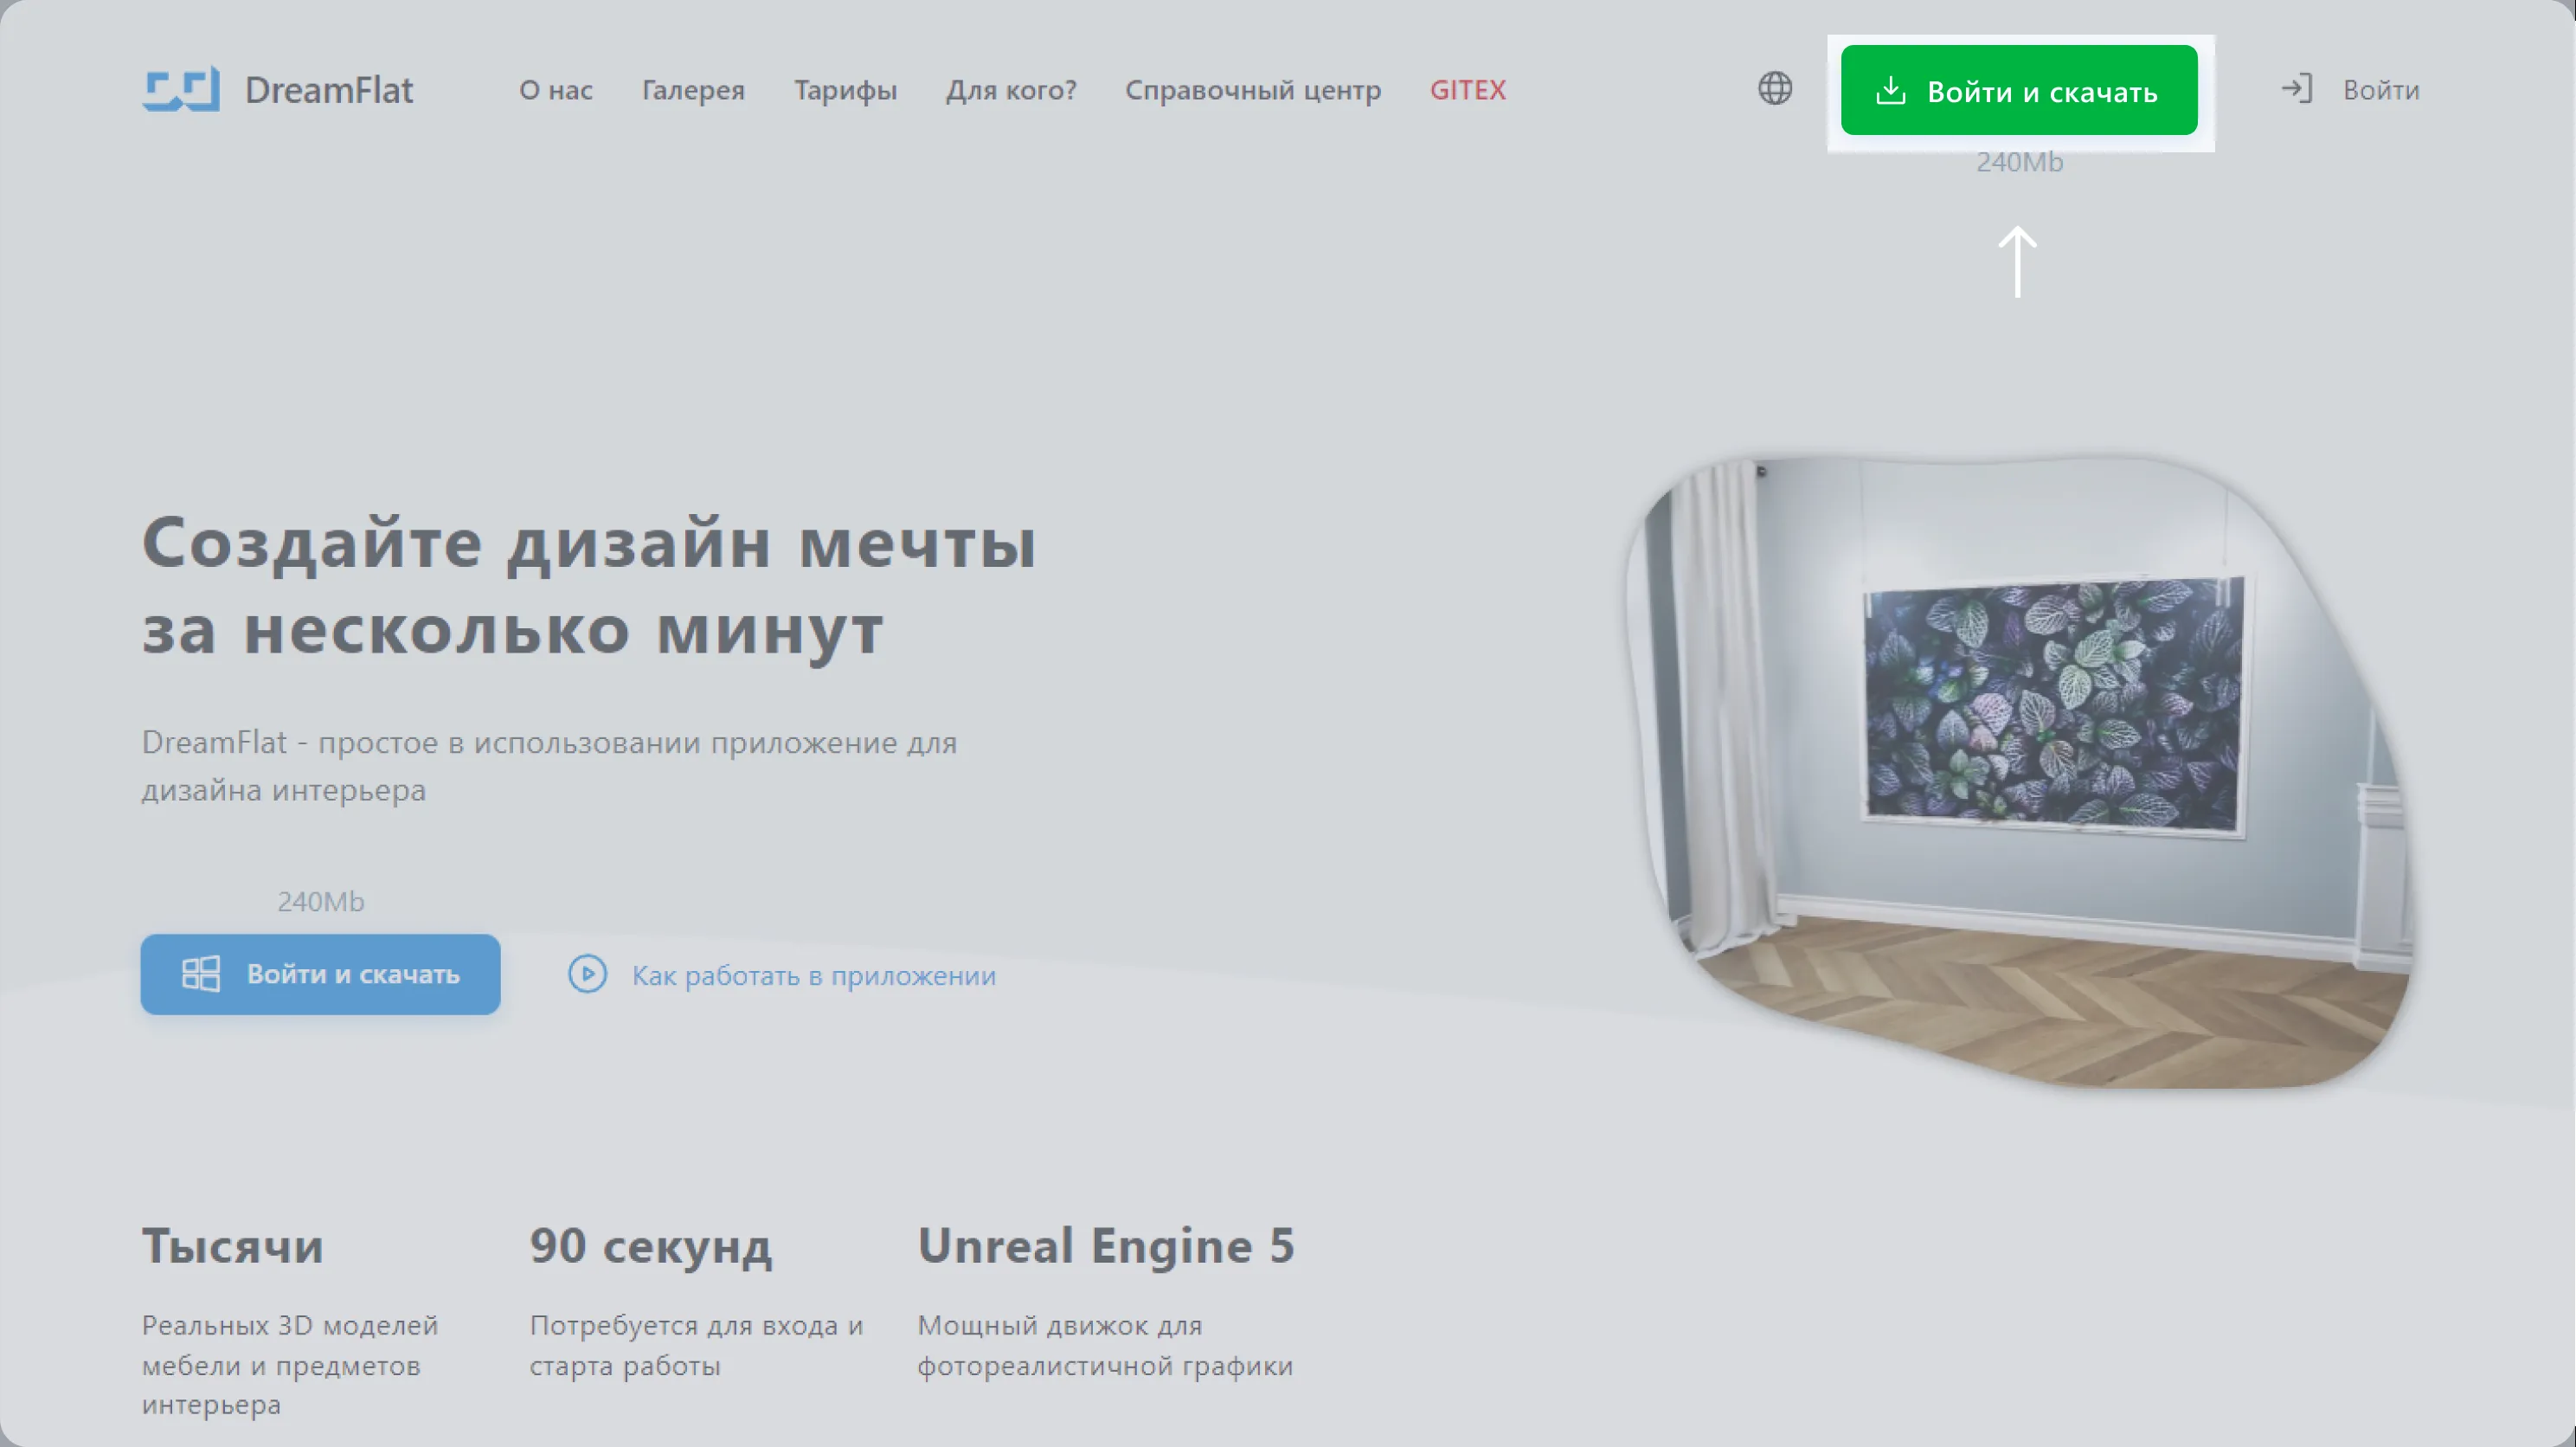 DreamFlat
О нас
Галерея
Тарифы
Для кого?
Справочный центр
GITEX
Войти и скачать
Войти
240Mb
Создайте дизайн мечты
за несколько минут
DreamFlat - простое в использовании приложение для
дизайна интерьера
240Mb
Войти и скачать
Как работать в приложении
Тысячи
Реальных 3D моделей
мебели и предметов
интерьера
90 секунд
Потребуется для входа и
старта работы
Unreal Engine 5
Мощный движок для
фотореалистичной графики